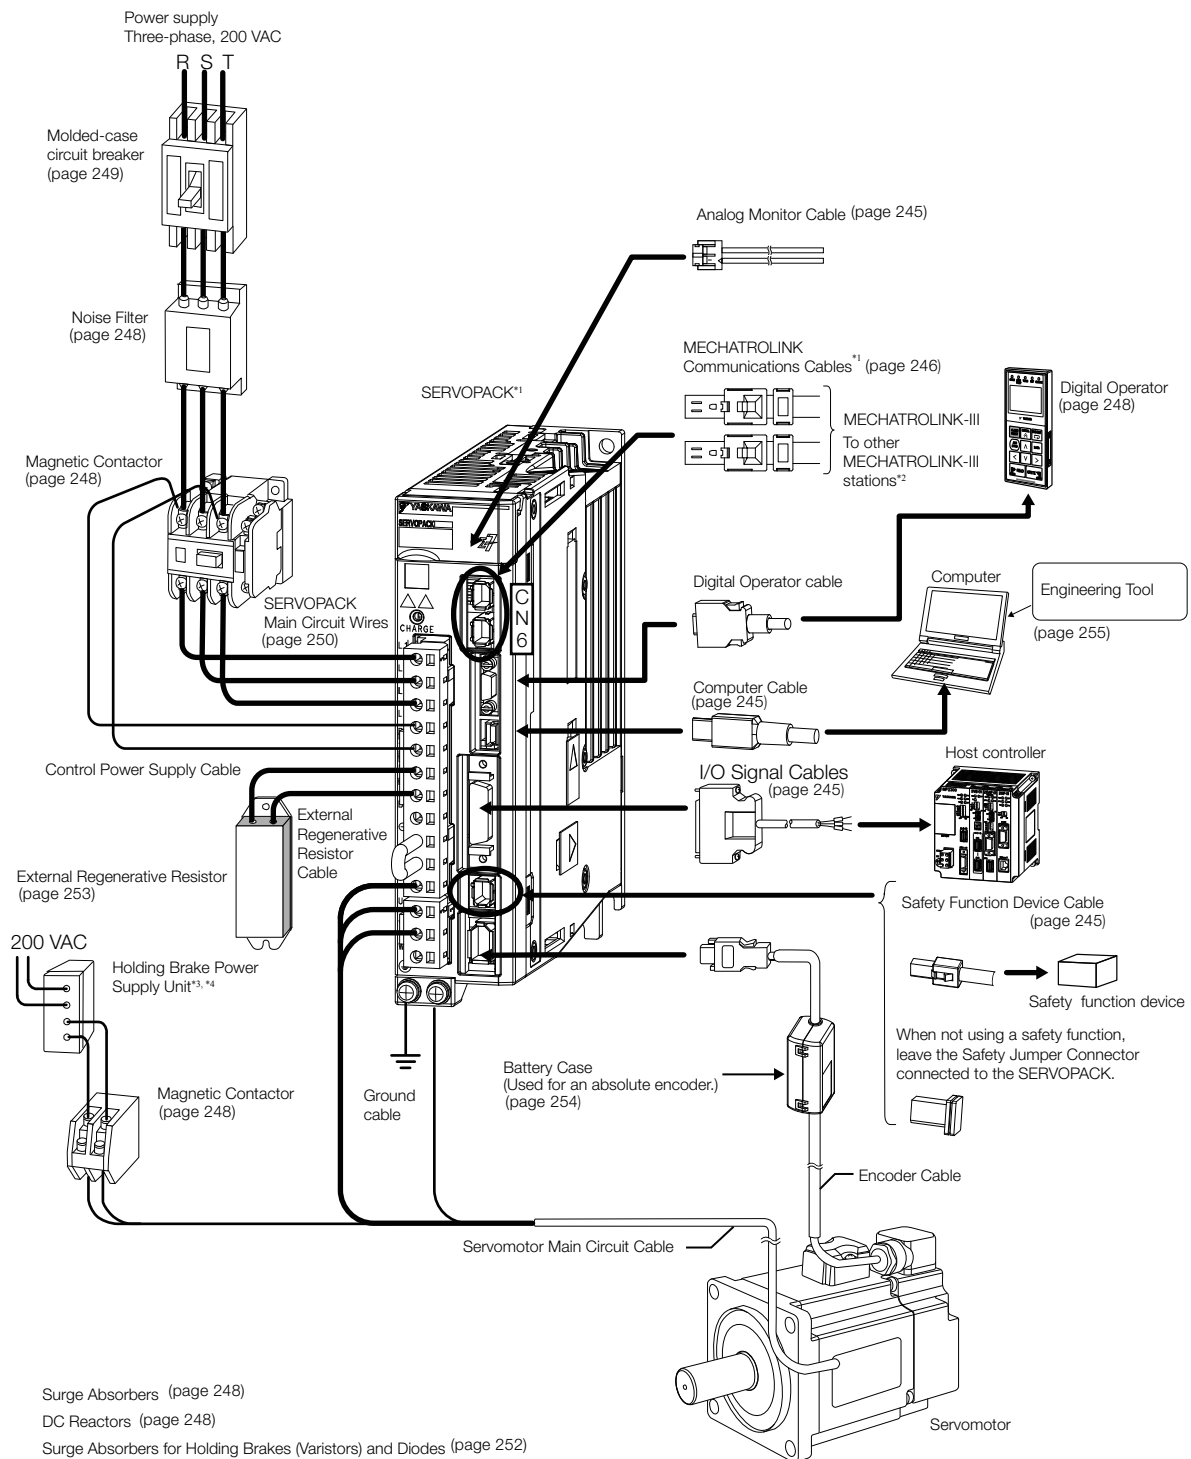 Power supply
Three-phase, 200 VAC
R S T
Molded-case
circuit breaker
(page 249)
Analog Monitor Cable (page 245)
Noise Filter
(page 248)
MECHATROLINK
Communications Cables*1 (page 246)
SERVOPACK*1
MECHATROLINK-III
To other
MECHATROLINK-III
stations*2
Digital Operator
(page 248)
Magnetic Contactor
(page 248)
YASKAWA
SERVOPACK
CN6
CHARGE
SERVOPACK
Main Circuit Wires
(page 250)
Digital Operator cable
Computer
Engineering Tool
(page 255)
Computer Cable
(page 245)
Control Power Supply Cable
I/O Signal Cables
(page 245)
Host controller
External
Regenerative
Resistor
Cable
External Regenerative Resistor
(page 253)
Safety Function Device Cable
(page 245)
200 VAC
Holding Brake Power
Supply Unit*3, *4
Safety function device
When not using a safety function,
leave the Safety Jumper Connector
connected to the SERVOPACK.
Battery Case
(Used for an absolute encoder.)
(page 254)
Ground
cable
Magnetic Contactor
(page 248)
Encoder Cable
Servomotor Main Circuit Cable
Servomotor
Surge Absorbers (page 248)
DC Reactors (page 248)
Surge Absorbers for Holding Brakes (Varistors) and Diodes (page 252)